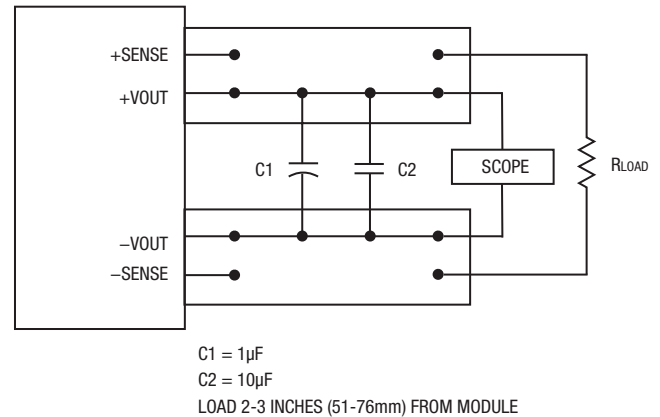 +SENSE
+VOUT
C1
C2
SCOPE
RLOAD
−VOUT
−SENSE
C1 = 1µF
C2 = 10µF
LOAD 2-3 INCHES (51-76mm) FROM MODULE